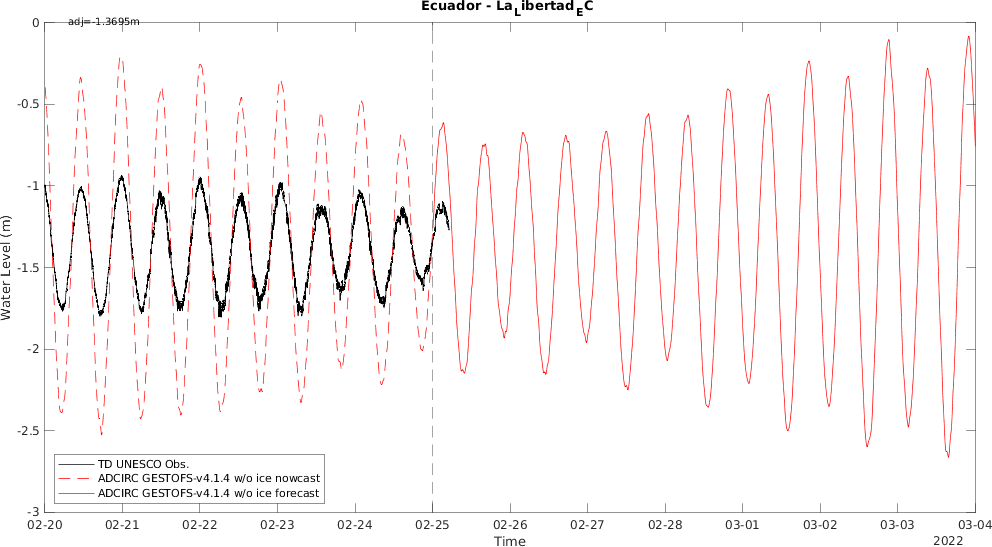 Ecuador - LaLibertadEC
adj=-1.3695m
0
-0.5
-1
-1.5
-2
-2.5
-3
Water Level (m)
TD UNESCO Obs.
ADCIRC GESTOFS-v4.1.4 w/o ice nowcast
ADCIRC GESTOFS-v4.1.4 w/o ice forecast
02-20 02-21 02-22 02-23 02-24 02-25 02-26 02-27 02-28 03-01 03-02 03-03 03-04
Time
2022